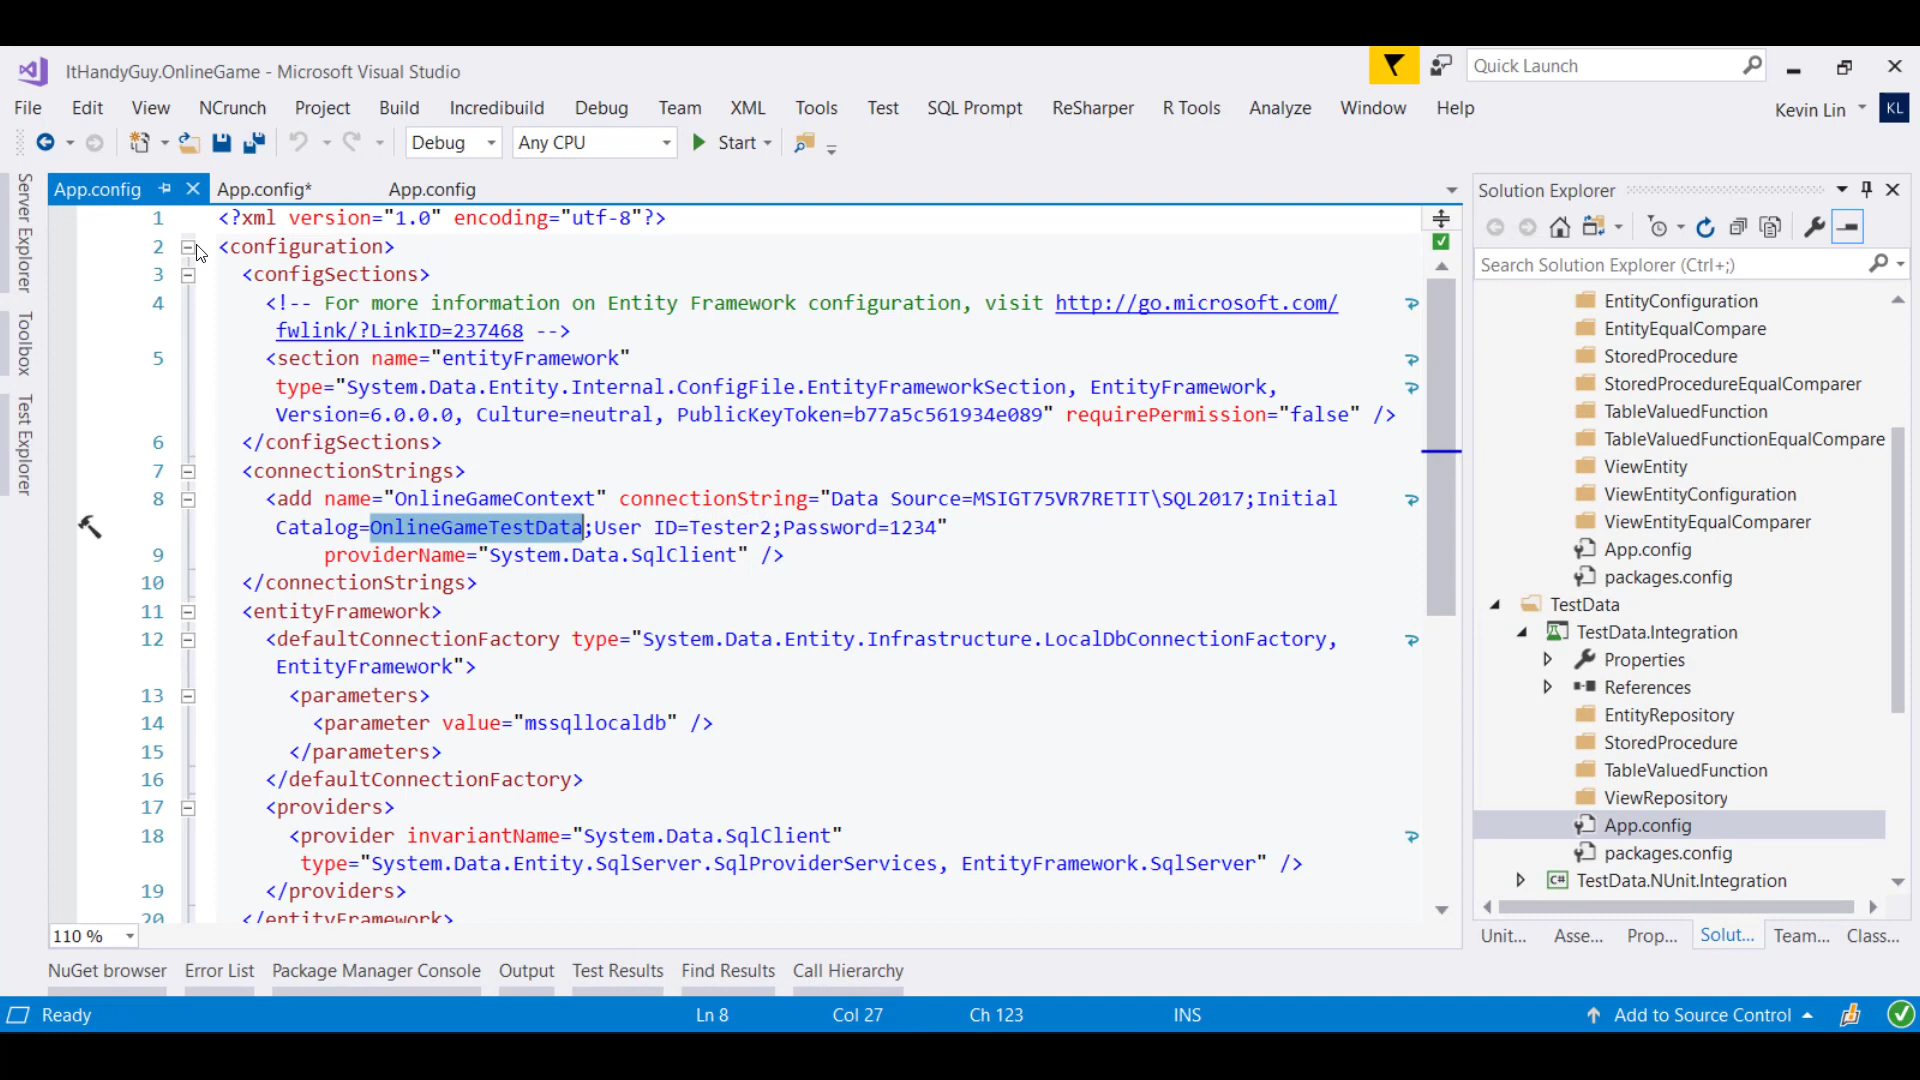 ItHandyGuy.OnlineGame - Microsoft Visual Studio
Quick Launch
File Edit View NCrunch Project Build Incredibuild Debug Team XML Tools Test SQL Prompt ReSharper R Tools Analyze Window Help
Kevin Lin KL
Debug Any CPU Start
Server Explorer
Toolbox
Test Explorer
App.config App.config* App.config
1 <?xml version="1.0" encoding="utf-8"?>
2 <configuration>
3 <configSections>
4 <!-- For more information on Entity Framework configuration, visit http://go.microsoft.com/
fwlink/?LinkID=237468 -->
5 <section name="entityFramework"
type="System.Data.Entity.Internal.ConfigFile.EntityFrameworkSection, EntityFramework,
Version=6.0.0.0, Culture=neutral, PublicKeyToken=b77a5c561934e089" requirePermission="false" />
6 </configSections>
7 <connectionStrings>
8 <add name="OnlineGameContext" connectionString="Data Source=MSIGT75VR7RETIT\SQL2017;Initial
Catalog=OnlineGameTestData;User ID=Tester2;Password=1234"
9 providerName="System.Data.SqlClient" />
10 </connectionStrings>
11 <entityFramework>
12 <defaultConnectionFactory type="System.Data.Entity.Infrastructure.LocalDbConnectionFactory,
EntityFramework">
13 <parameters>
14 <parameter value="mssqllocaldb" />
15 </parameters>
16 </defaultConnectionFactory>
17 <providers>
18 <provider invariantName="System.Data.SqlClient"
type="System.Data.Entity.SqlServer.SqlProviderServices, EntityFramework.SqlServer" />
19 </providers>
20 </entityFramework>
110 %
Solution Explorer
Search Solution Explorer (Ctrl+;)
EntityConfiguration
EntityEqualCompare
StoredProcedure
StoredProcedureEqualComparer
TableValuedFunction
TableValuedFunctionEqualCompare
ViewEntity
ViewEntityConfiguration
ViewEntityEqualComparer
App.config
packages.config
TestData
TestData.Integration
Properties
References
EntityRepository
StoredProcedure
TableValuedFunction
ViewRepository
App.config
packages.config
C# TestData.NUnit.Integration
Unit... Asse... Prop... Solut... Team... Class...
NuGet browser Error List Package Manager Console Output Test Results Find Results Call Hierarchy
Ready Ln 8 Col 27 Ch 123 INS Add to Source Control